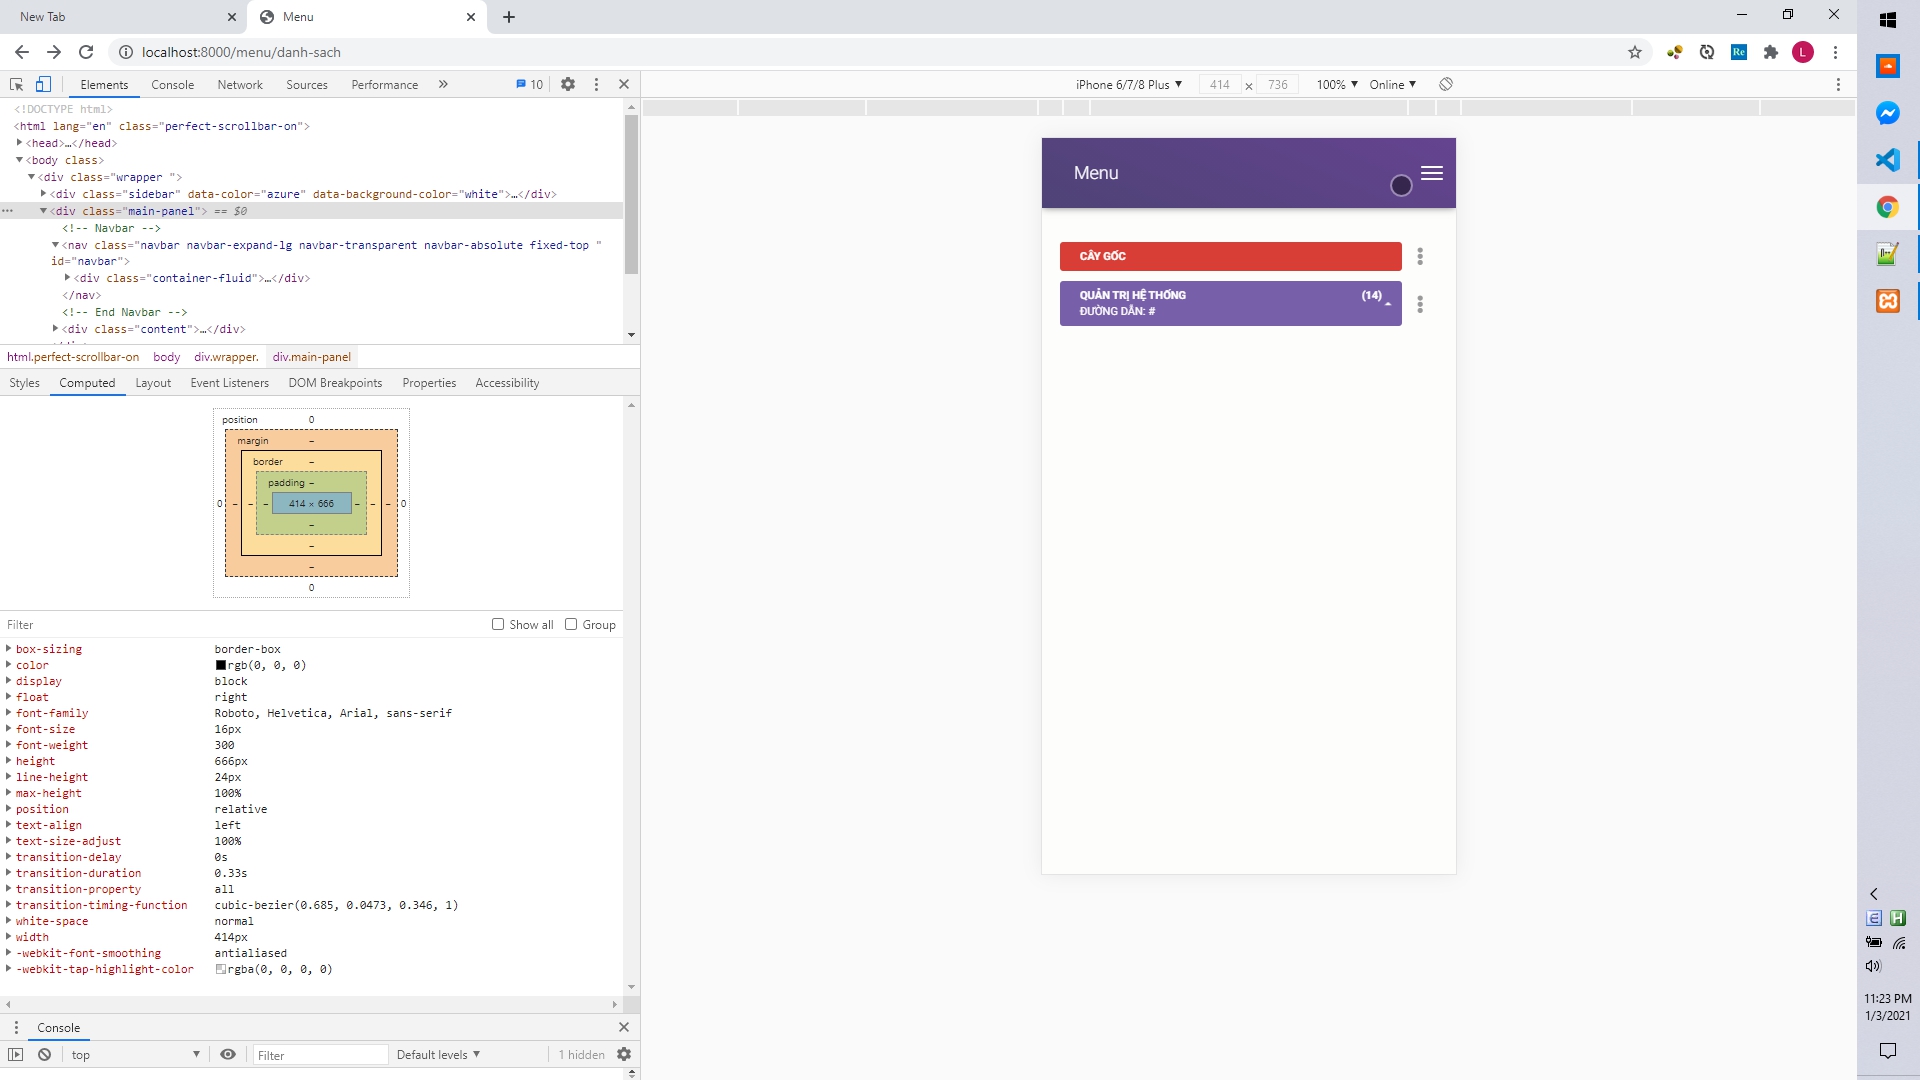 New Tab
Menu
localhost:8000/menu/danh-sach
Re
L
Elements Console Network Sources Performance 10
iPhone 6/7/8 Plus 414 × 736 100% Online
<!DOCTYPE html>
<html lang="en" class="perfect-scrollbar-on">
<head>…</head>
<body class>
<div class="wrapper ">
<div class="sidebar" data-color="azure" data-background-color="white">…</div>
<div class="main-panel"> == $0
<!-- Navbar -->
<nav class="navbar navbar-expand-lg navbar-transparent navbar-absolute fixed-top "
id="navbar">
<div class="container-fluid">…</div>
</nav>
<!-- End Navbar -->
<div class="content">…</div>
html.perfect-scrollbar-on body div.wrapper. div.main-panel
Styles Computed Layout Event Listeners DOM Breakpoints Properties Accessibility
position 0
margin –
border –
padding –
0 – – – 414 × 666 – – – 0
–
–
–
0
Filter Show all Group
box-sizing border-box
color rgb(0, 0, 0)
display block
float right
font-family Roboto, Helvetica, Arial, sans-serif
font-size 16px
font-weight 300
height 666px
line-height 24px
max-height 100%
position relative
text-align left
text-size-adjust 100%
transition-delay 0s
transition-duration 0.33s
transition-property all
transition-timing-function cubic-bezier(0.685, 0.0473, 0.346, 1)
white-space normal
width 414px
-webkit-font-smoothing antialiased
-webkit-tap-highlight-color rgba(0, 0, 0, 0)
Console
top Filter Default levels 1 hidden
Menu
CÂY GỐC
QUẢN TRỊ HỆ THỐNG (14)
ĐƯỜNG DẪN: #
E H
11:23 PM
1/3/2021